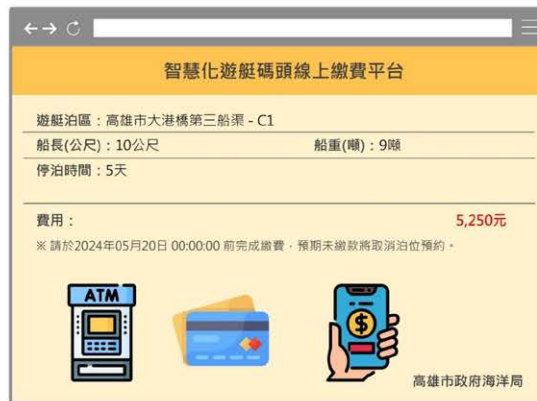 智慧化遊艇碼頭線上繳費平台
遊艇泊區：高雄市大港橋第三船渠 - C1
船長(公尺)：10公尺 船重(噸)：9噸
停泊時間：5天
費用： 5,250元
※ 請於2024年05月20日 00:00:00 前完成繳費，預期未繳款將取消泊位預約。
ATM
高雄市政府海洋局